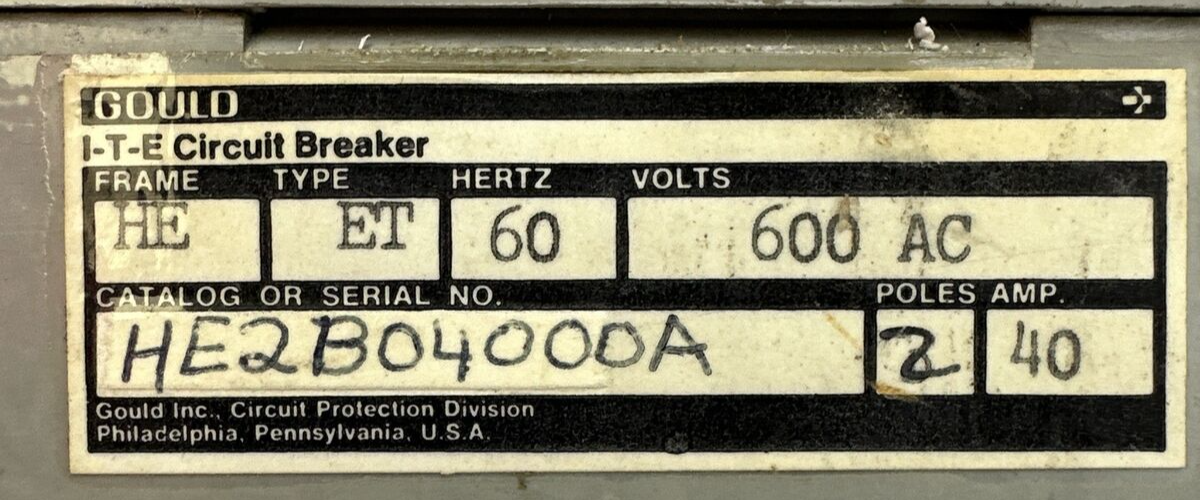 GOULD
I-T-E Circuit Breaker
FRAME TYPE HERTZ VOLTS
HE ET 60 600 AC
CATALOG OR SERIAL NO. POLES AMP.
HE2B04000A 2 40
Gould Inc., Circuit Protection Division
Philadelphia, Pennsylvania, U.S.A.